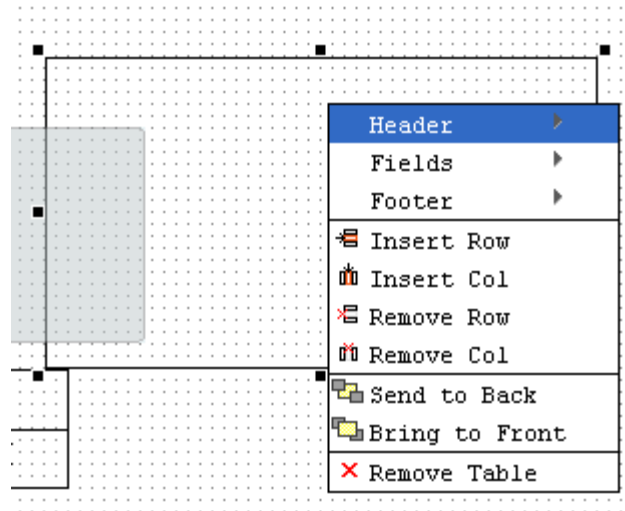 Header
Fields
Footer
Insert Row
Insert Col
Remove Row
Remove Col
Send to Back
Bring to Front
Remove Table